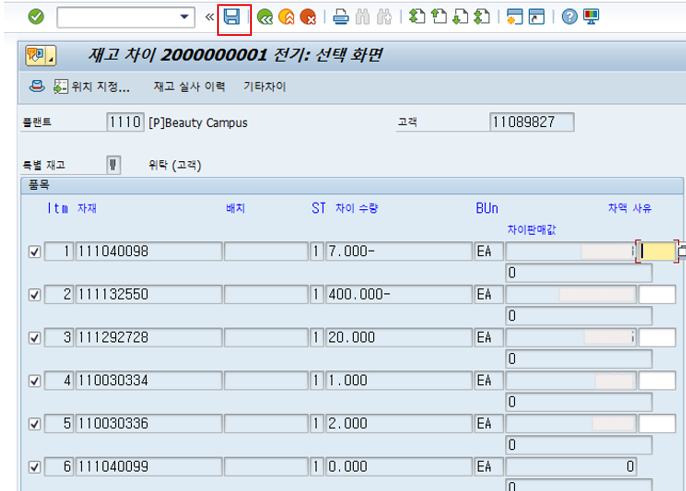 재고 차이 2000000001 전기: 선택 화면
위치 지정... 재고 실사 이력 기타차이
플랜트 1110 [P]Beauty Campus 고객 11089827
특별 재고 W 위탁 (고객)
품목
Itm 자재 배치 ST 차이 수량 BUn 차액 사유
차이판매값
1 111040098 1 7.000- EA
0
2 111132550 1 400.000- EA
0
3 111292728 1 20.000 EA
0
4 110030334 1 1.000 EA
0
5 110030336 1 2.000 EA
0
6 111040099 1 0.000 EA 0
0